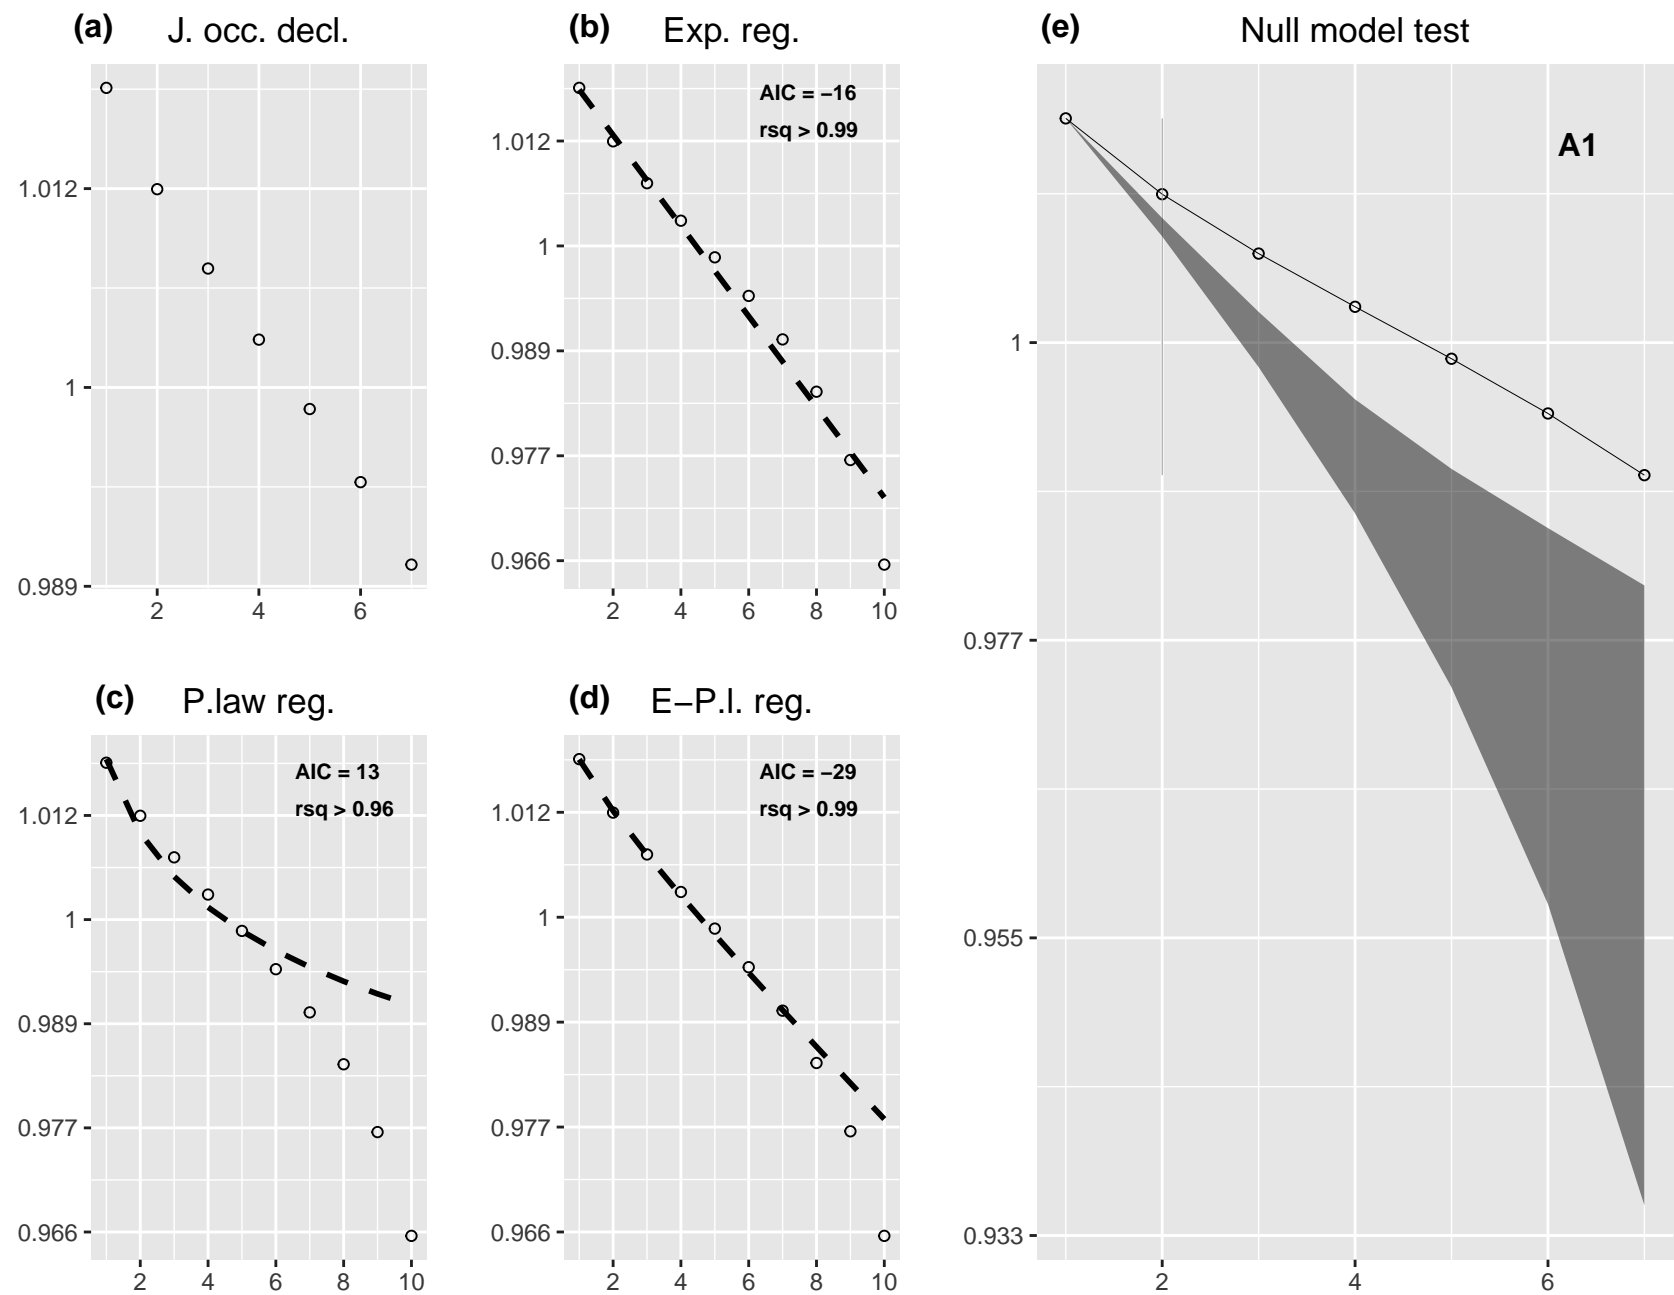 (a) J. occ. decl.
1.012
1
0.989
2 4 6
(b) Exp. reg.
AIC = −16
rsq > 0.99
1.012
1
0.989
0.977
0.966
2 4 6 8 10
(c) P.law reg.
AIC = 13
rsq > 0.96
1.012
1
0.989
0.977
0.966
2 4 6 8 10
(d) E−P.l. reg.
AIC = −29
rsq > 0.99
1.012
1
0.989
0.977
0.966
2 4 6 8 10
(e) Null model test
A1
1
0.977
0.955
0.933
2 4 6